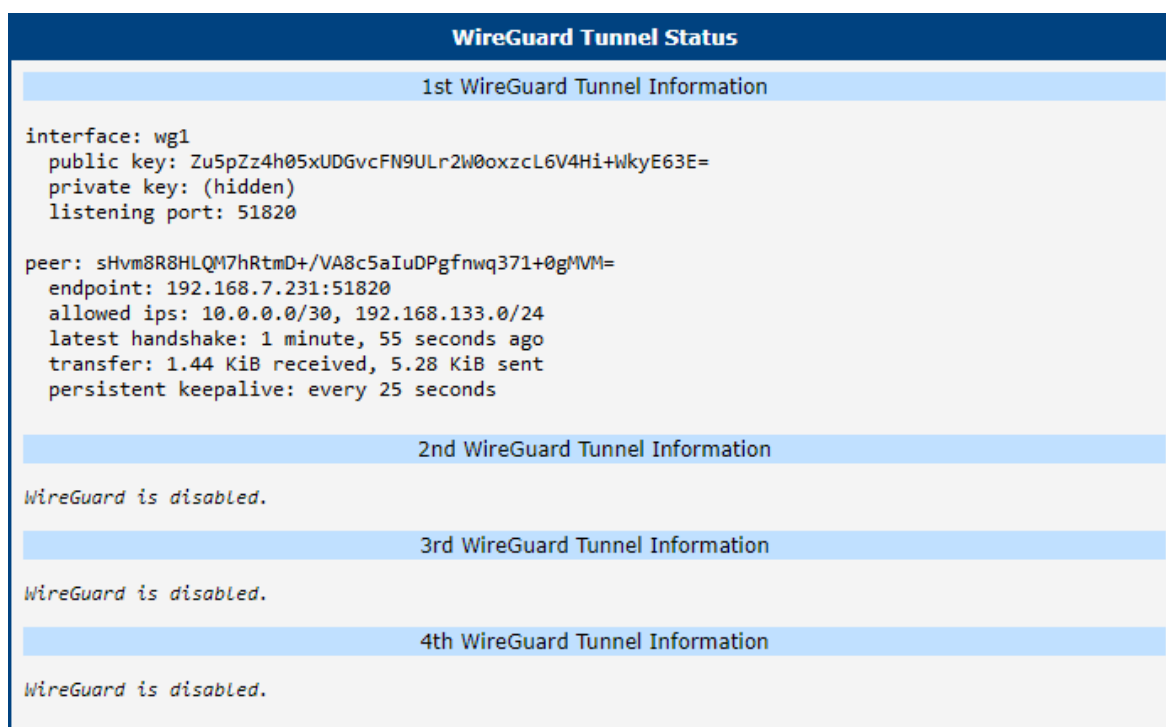 WireGuard Tunnel Status
1st WireGuard Tunnel Information
interface: wg1
public key: Zu5pZz4h05xUDGvcFN9ULr2W0oxzcL6V4Hi+WkyE63E=
private key: (hidden)
listening port: 51820
peer: sHvm8R8HLQM7hRtmD+/VA8c5aIuDPgfnwq371+0gMVM=
endpoint: 192.168.7.231:51820
allowed ips: 10.0.0.0/30, 192.168.133.0/24
latest handshake: 1 minute, 55 seconds ago
transfer: 1.44 KiB received, 5.28 KiB sent
persistent keepalive: every 25 seconds
2nd WireGuard Tunnel Information
WireGuard is disabled.
3rd WireGuard Tunnel Information
WireGuard is disabled.
4th WireGuard Tunnel Information
WireGuard is disabled.